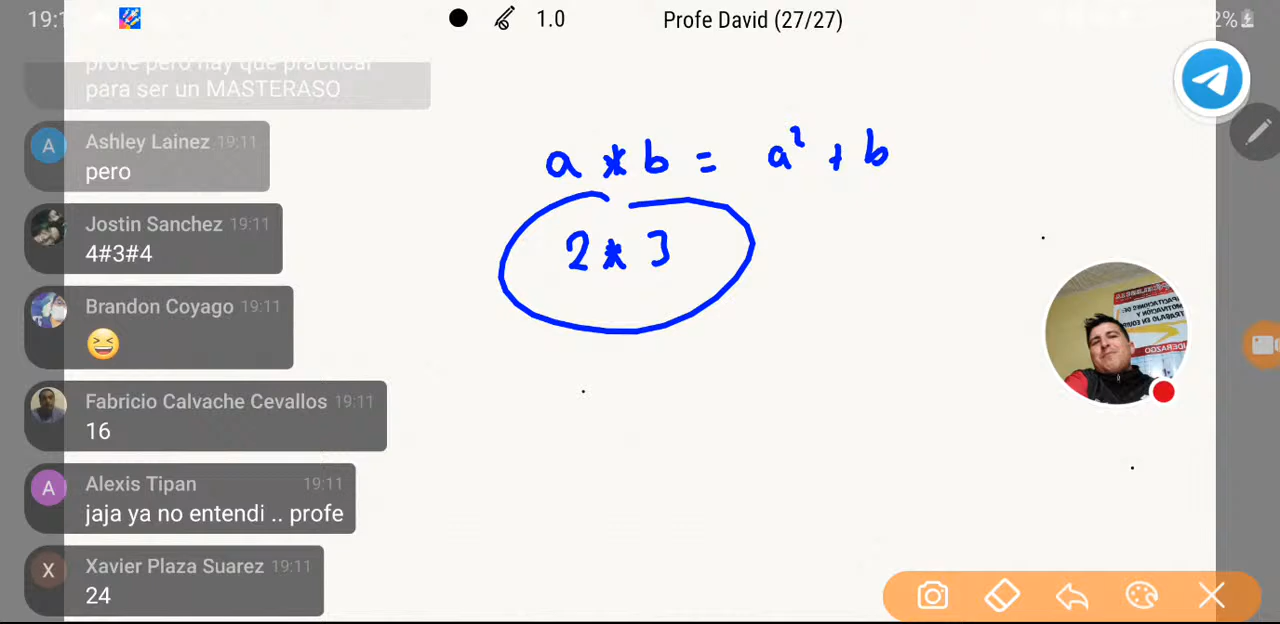 19:1
1.0
Profe David (27/27)
2%
profe pero hay que practicar
para ser un MASTERASO
Ashley Lainez 19:11
pero
Jostin Sanchez 19:11
4#3#4
Brandon Coyago 19:11
😆
Fabricio Calvache Cevallos 19:11
16
Alexis Tipan 19:11
jaja ya no entendi .. profe
Xavier Plaza Suarez 19:11
24
a * b = a² + b
2 * 3